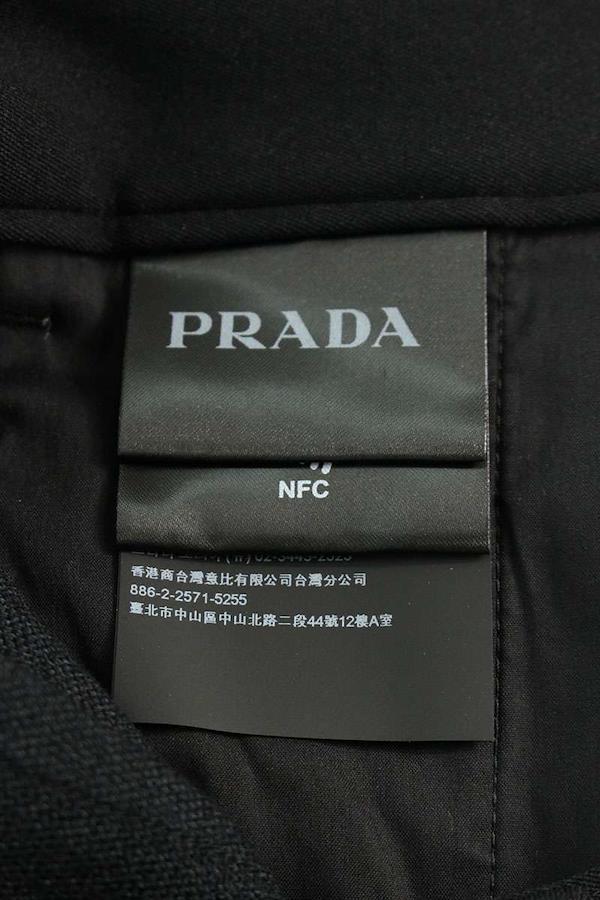 PRADA
NFC
香港商台灣意比有限公司台灣分公司
886-2-2571-5255
臺北市中山區中山北路二段44號12樓A室